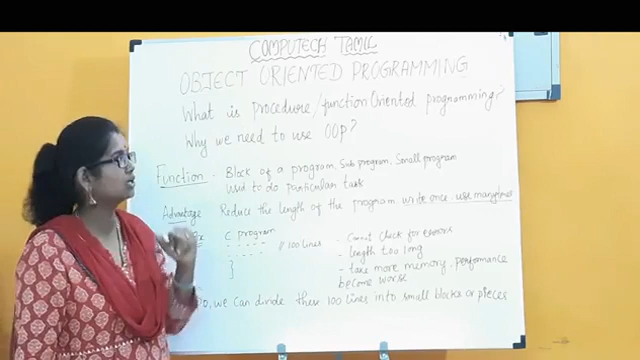 COMPUTECH TAMIL
OBJECT ORIENTED PROGRAMMING
What is procedure/function Oriented programming
Why we need to use OOP?
Function - Block of a program, Sub program, Small program
used to do particular task
Advantage Reduce the length of the program write once use many times
Ex C program
// 100 lines
}
- Cannot check for errors
- length too long
- take more memory, performance
become worse
So, we can divide these 100 lines into small blocks or pieces